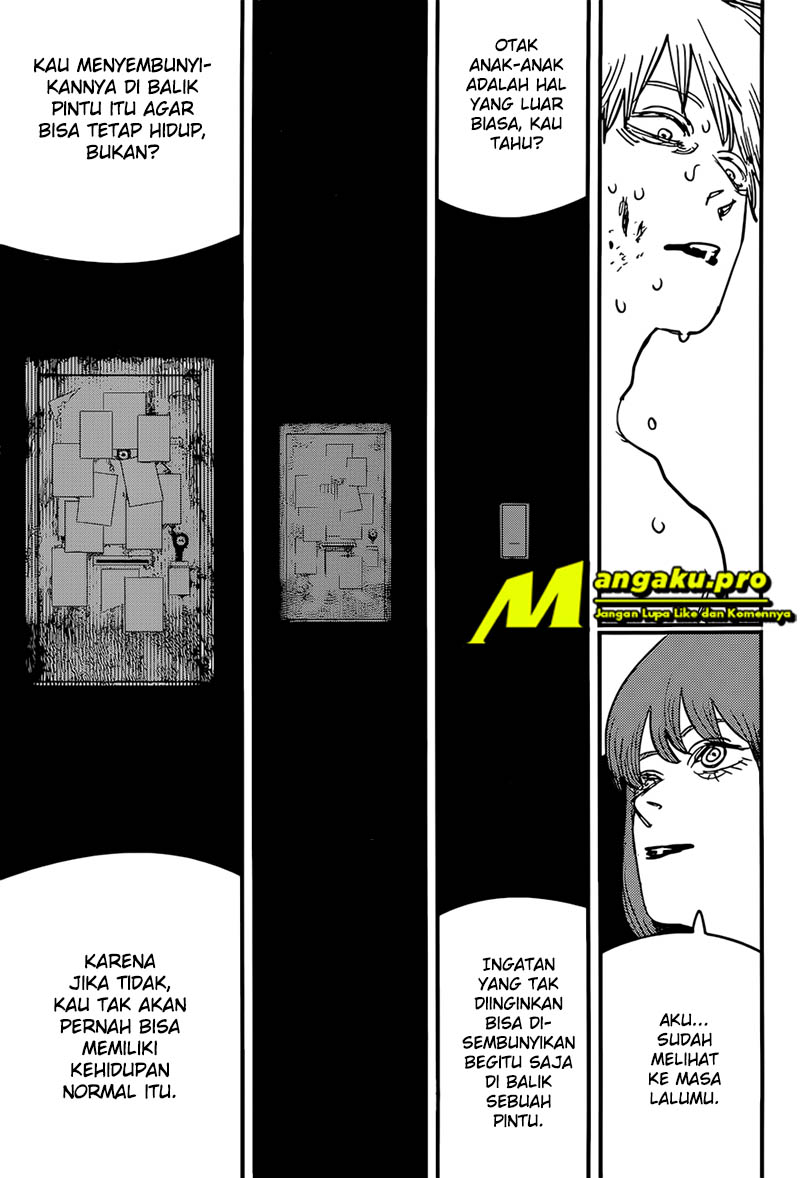 AKU...
SUDAH
MELIHAT
KE MASA
LALUMU.
OTAK
ANAK-ANAK
ADALAH HAL
YANG LUAR
BIASA, KAU
TAHU?
INGATAN
YANG TAK
DIINGINKAN
BISA DI-
SEMBUNYIKAN
BEGITU SAJA
DI BALIK
SEBUAH
PINTU.
KAU MENYEMBUNYI-
KANNYA DI BALIK
PINTU ITU AGAR
BISA TETAP HIDUP,
BUKAN?
KARENA
JIKA TIDAK,
KAU TAK AKAN
PERNAH BISA
MEMILIKI
KEHIDUPAN
NORMAL ITU.
Mangaku.pro
Jangan Lupa Like dan Komennya